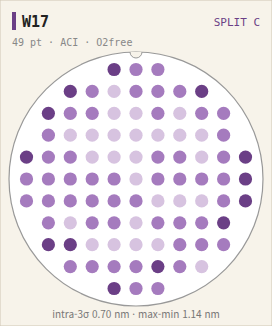 W17
SPLIT C
49 pt · ACI · O2free
intra-3σ 0.70 nm · max-min 1.14 nm